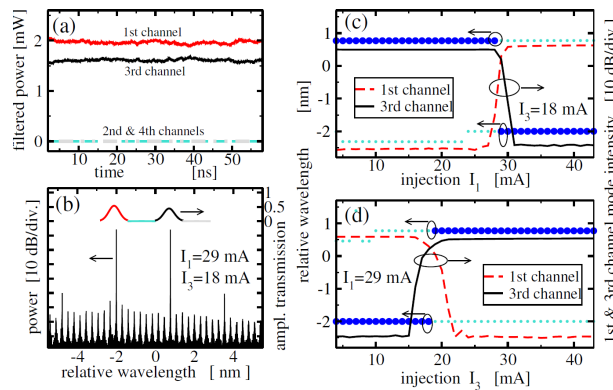 (a)
1st channel
3rd channel
2nd & 4th channels
filtered power [mW]
2
1
0
10 20 30 40 50
time [ns]
(b)
I1=29 mA
I3=18 mA
power [10 dB/div.]
ampl. transmission
0.5
0
-4 -2 0 2 4
relative wavelength [ nm ]
(c)
1st channel
3rd channel
I3=18 mA
1
0
-1
-2
10 20 30 40
injection I1 [mA]
(d)
I1=29 mA
1st channel
3rd channel
1
0
-1
-2
10 20 30 40
injection I3 [mA]
relative wavelength [nm]
1st & 3rd channel mode intensity [10 dB/div.]